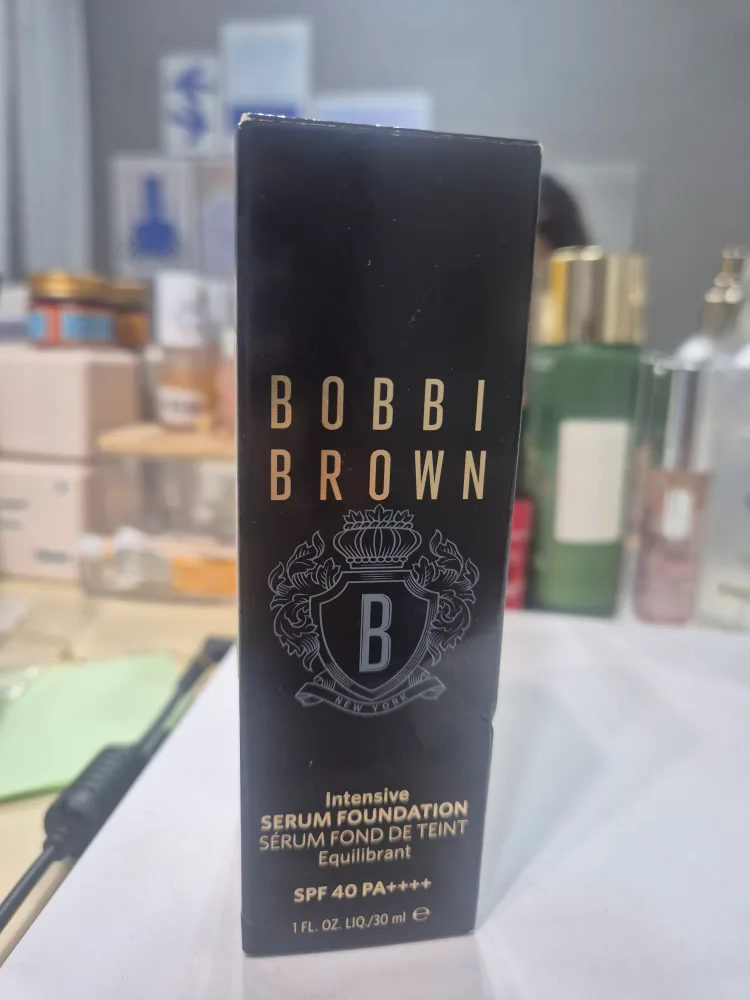 BOBBI
BROWN
B
NEW YORK
Intensive
SERUM FOUNDATION
SÉRUM FOND DE TEINT
Equilibrant
SPF 40 PA++++
1 FL. OZ. LIQ./30 ml ℮